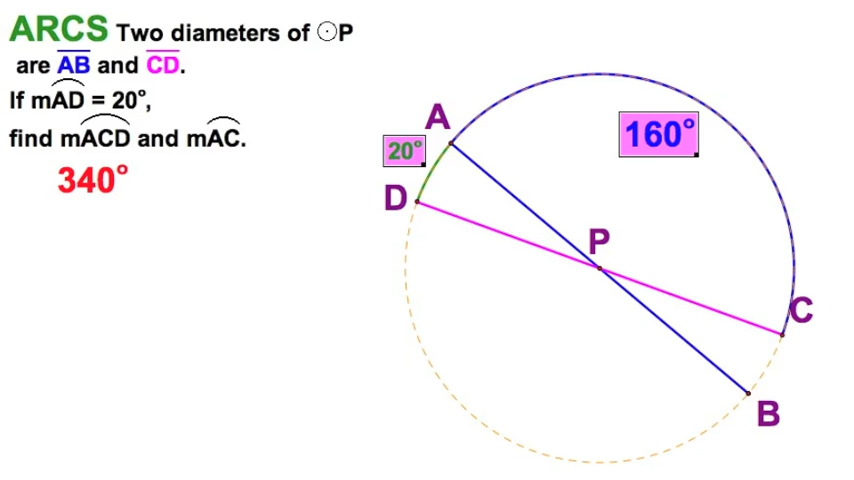 ARCS Two diameters of ⊙P
are AB and CD.
If mAD = 20°,
find mACD and mAC.
340°
A
160°
20°
D
P
C
B